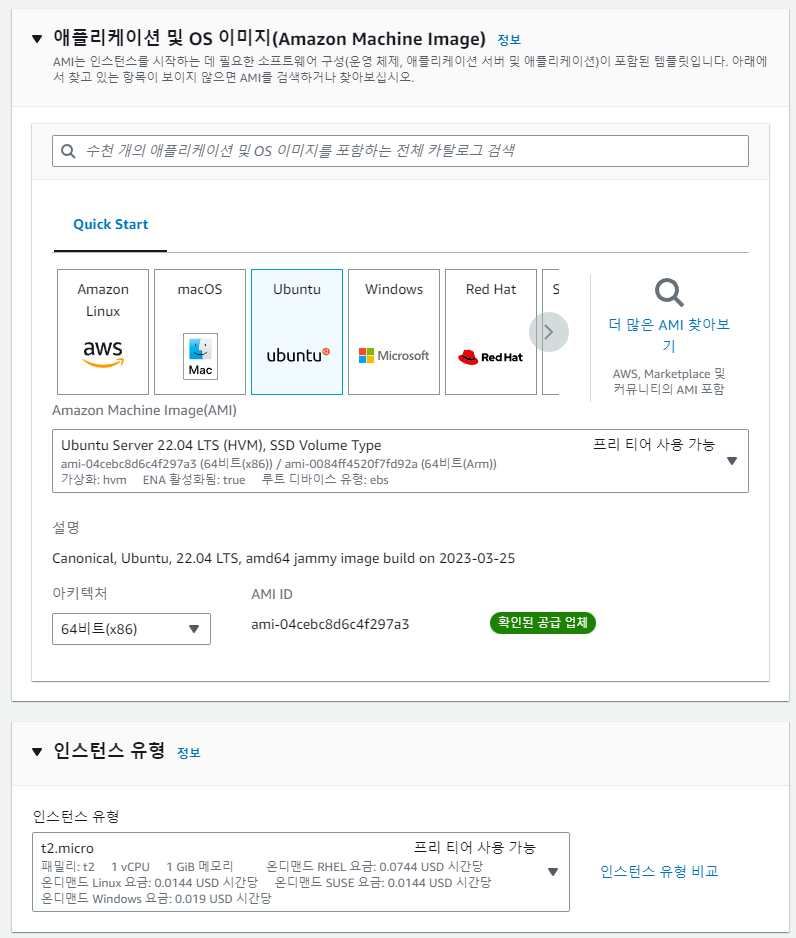 애플리케이션 및 OS 이미지(Amazon Machine Image) 정보
AMI는 인스턴스를 시작하는 데 필요한 소프트웨어 구성(운영 체제, 애플리케이션 서버 및 애플리케이션)이 포함된 템플릿입니다. 아래에
서 찾고 있는 항목이 보이지 않으면 AMI를 검색하거나 찾아보십시오.
수천 개의 애플리케이션 및 OS 이미지를 포함하는 전체 카탈로그 검색
Quick Start
Amazon
Linux
aws
macOS
Mac
Ubuntu
ubuntu
Windows
Microsoft
Red Hat
Red Hat
S
더 많은 AMI 찾아보
기
AWS, Marketplace 및
커뮤니티의 AMI 포함
Amazon Machine Image(AMI)
Ubuntu Server 22.04 LTS (HVM), SSD Volume Type 프리 티어 사용 가능
ami-04cebc8d6c4f297a3 (64비트(x86)) / ami-0084ff4520f7fd92a (64비트(Arm))
가상화: hvm ENA 활성화됨: true 루트 디바이스 유형: ebs
설명
Canonical, Ubuntu, 22.04 LTS, amd64 jammy image build on 2023-03-25
아키텍처 AMI ID
64비트(x86) ami-04cebc8d6c4f297a3 확인된 공급 업체
인스턴스 유형 정보
인스턴스 유형
t2.micro 프리 티어 사용 가능
패밀리: t2 1 vCPU 1 GiB 메모리 온디맨드 RHEL 요금: 0.0744 USD 시간당
온디맨드 Linux 요금: 0.0144 USD 시간당 온디맨드 SUSE 요금: 0.0144 USD 시간당
온디맨드 Windows 요금: 0.019 USD 시간당
인스턴스 유형 비교